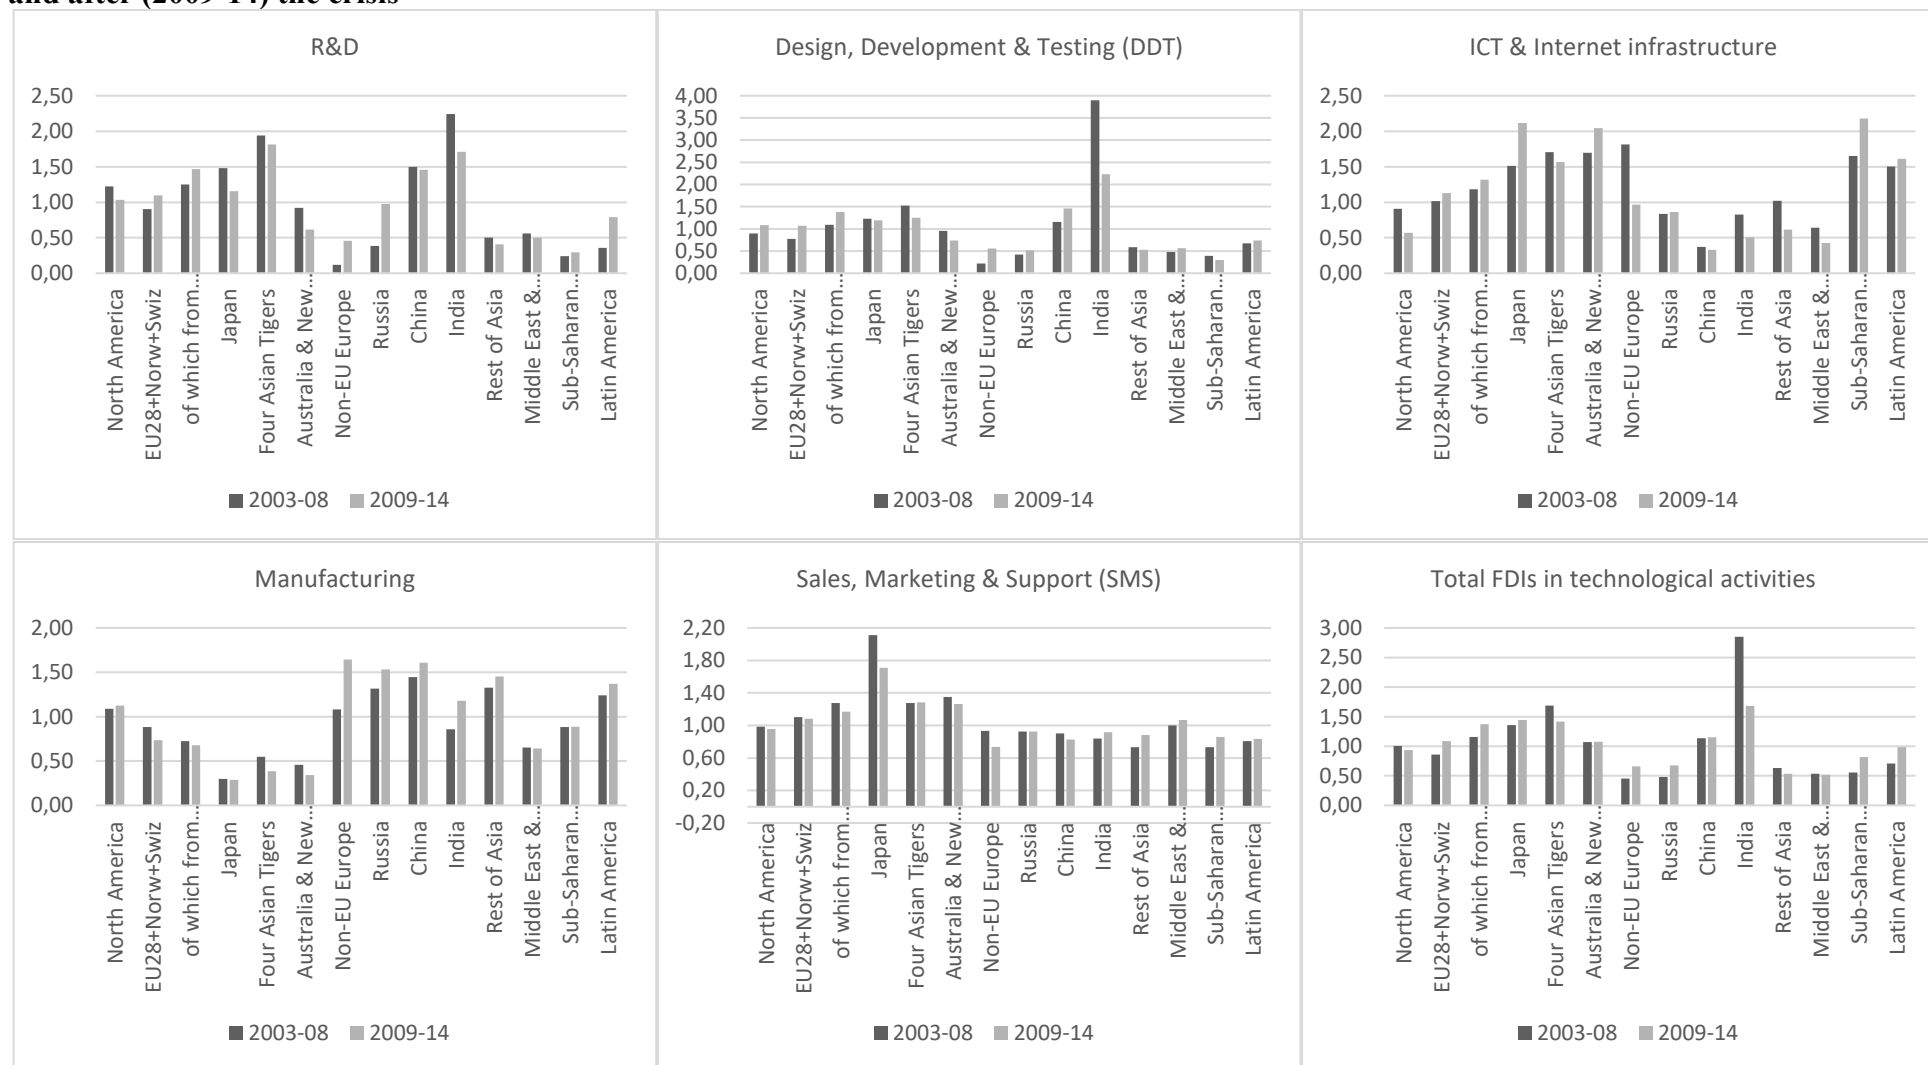 and after (2009-14) the crisis
R&D
2,50
2,00
1,50
1,00
0,50
0,00
North America
EU28+Norw+Swiz
of which from...
Japan
Four Asian Tigers
Australia & New...
Non-EU Europe
Russia
China
India
Rest of Asia
Middle East &...
Sub-Saharan...
Latin America
2003-08 2009-14
Design, Development & Testing (DDT)
4,00
3,50
3,00
2,50
2,00
1,50
1,00
0,50
0,00
North America
EU28+Norw+Swiz
of which from...
Japan
Four Asian Tigers
Australia & New...
Non-EU Europe
Russia
China
India
Rest of Asia
Middle East &...
Sub-Saharan...
Latin America
2003-08 2009-14
ICT & Internet infrastructure
2,50
2,00
1,50
1,00
0,50
0,00
North America
EU28+Norw+Swiz
of which from...
Japan
Four Asian Tigers
Australia & New...
Non-EU Europe
Russia
China
India
Rest of Asia
Middle East &...
Sub-Saharan...
Latin America
2003-08 2009-14
Manufacturing
2,00
1,50
1,00
0,50
0,00
North America
EU28+Norw+Swiz
of which from...
Japan
Four Asian Tigers
Australia & New...
Non-EU Europe
Russia
China
India
Rest of Asia
Middle East &...
Sub-Saharan...
Latin America
2003-08 2009-14
Sales, Marketing & Support (SMS)
2,20
1,80
1,40
1,00
0,60
0,20
-0,20
North America
EU28+Norw+Swiz
of which from...
Japan
Four Asian Tigers
Australia & New...
Non-EU Europe
Russia
China
India
Rest of Asia
Middle East &...
Sub-Saharan...
Latin America
2003-08 2009-14
Total FDIs in technological activities
3,00
2,50
2,00
1,50
1,00
0,50
0,00
North America
EU28+Norw+Swiz
of which from...
Japan
Four Asian Tigers
Australia & New...
Non-EU Europe
Russia
China
India
Rest of Asia
Middle East &...
Sub-Saharan...
Latin America
2003-08 2009-14